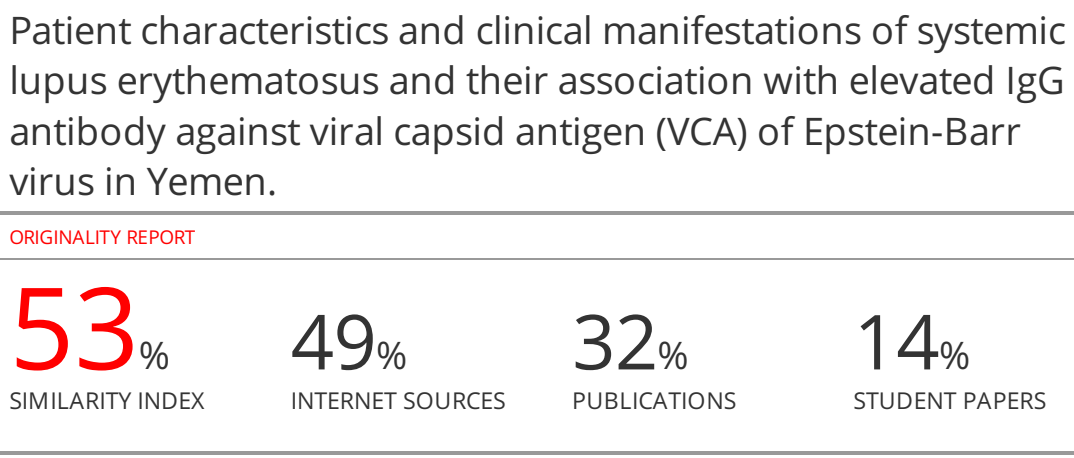 Patient characteristics and clinical manifestations of systemic
lupus erythematosus and their association with elevated IgG
antibody against viral capsid antigen (VCA) of Epstein-Barr
virus in Yemen.
ORIGINALITY REPORT
53% 49% 32% 14%
SIMILARITY INDEX INTERNET SOURCES PUBLICATIONS STUDENT PAPERS